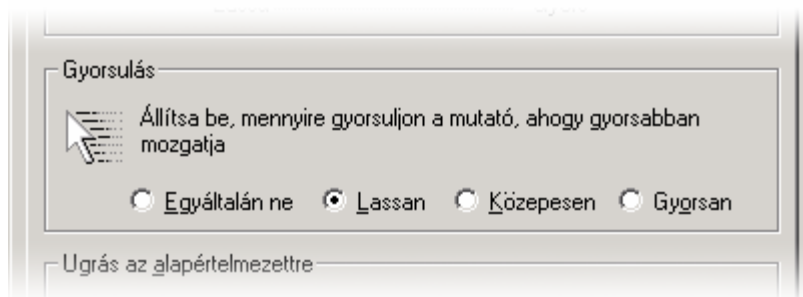 Gyorsulás
Állítsa be, mennyire gyorsuljon a mutató, ahogy gyorsabban
mozgatja
Egyáltalán ne Lassan Közepesen Gyorsan
Ugrás az alapértelmezettre